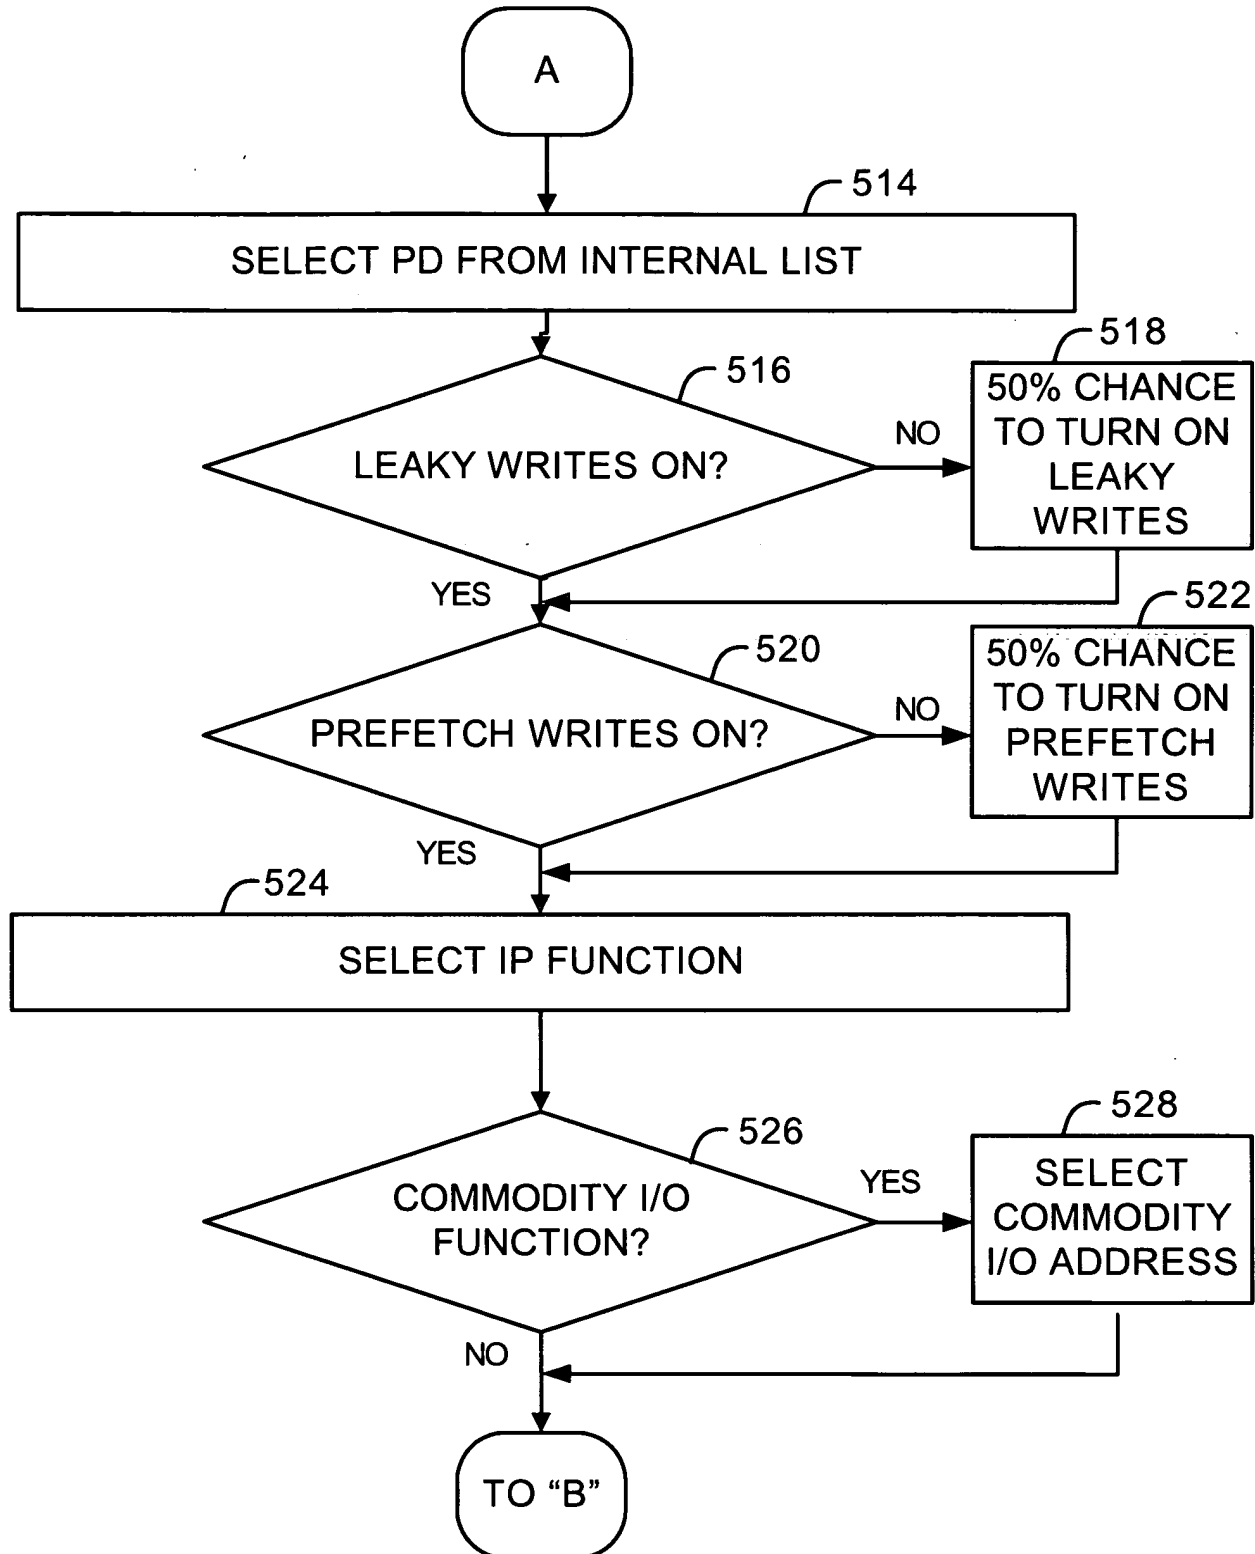 A
514
SELECT PD FROM INTERNAL LIST
516
LEAKY WRITES ON?
NO
518
50% CHANCE
TO TURN ON
LEAKY
WRITES
YES
520
PREFETCH WRITES ON?
NO
522
50% CHANCE
TO TURN ON
PREFETCH
WRITES
YES
524
SELECT IP FUNCTION
526
COMMODITY I/O
FUNCTION?
YES
528
SELECT
COMMODITY
I/O ADDRESS
NO
TO “B”